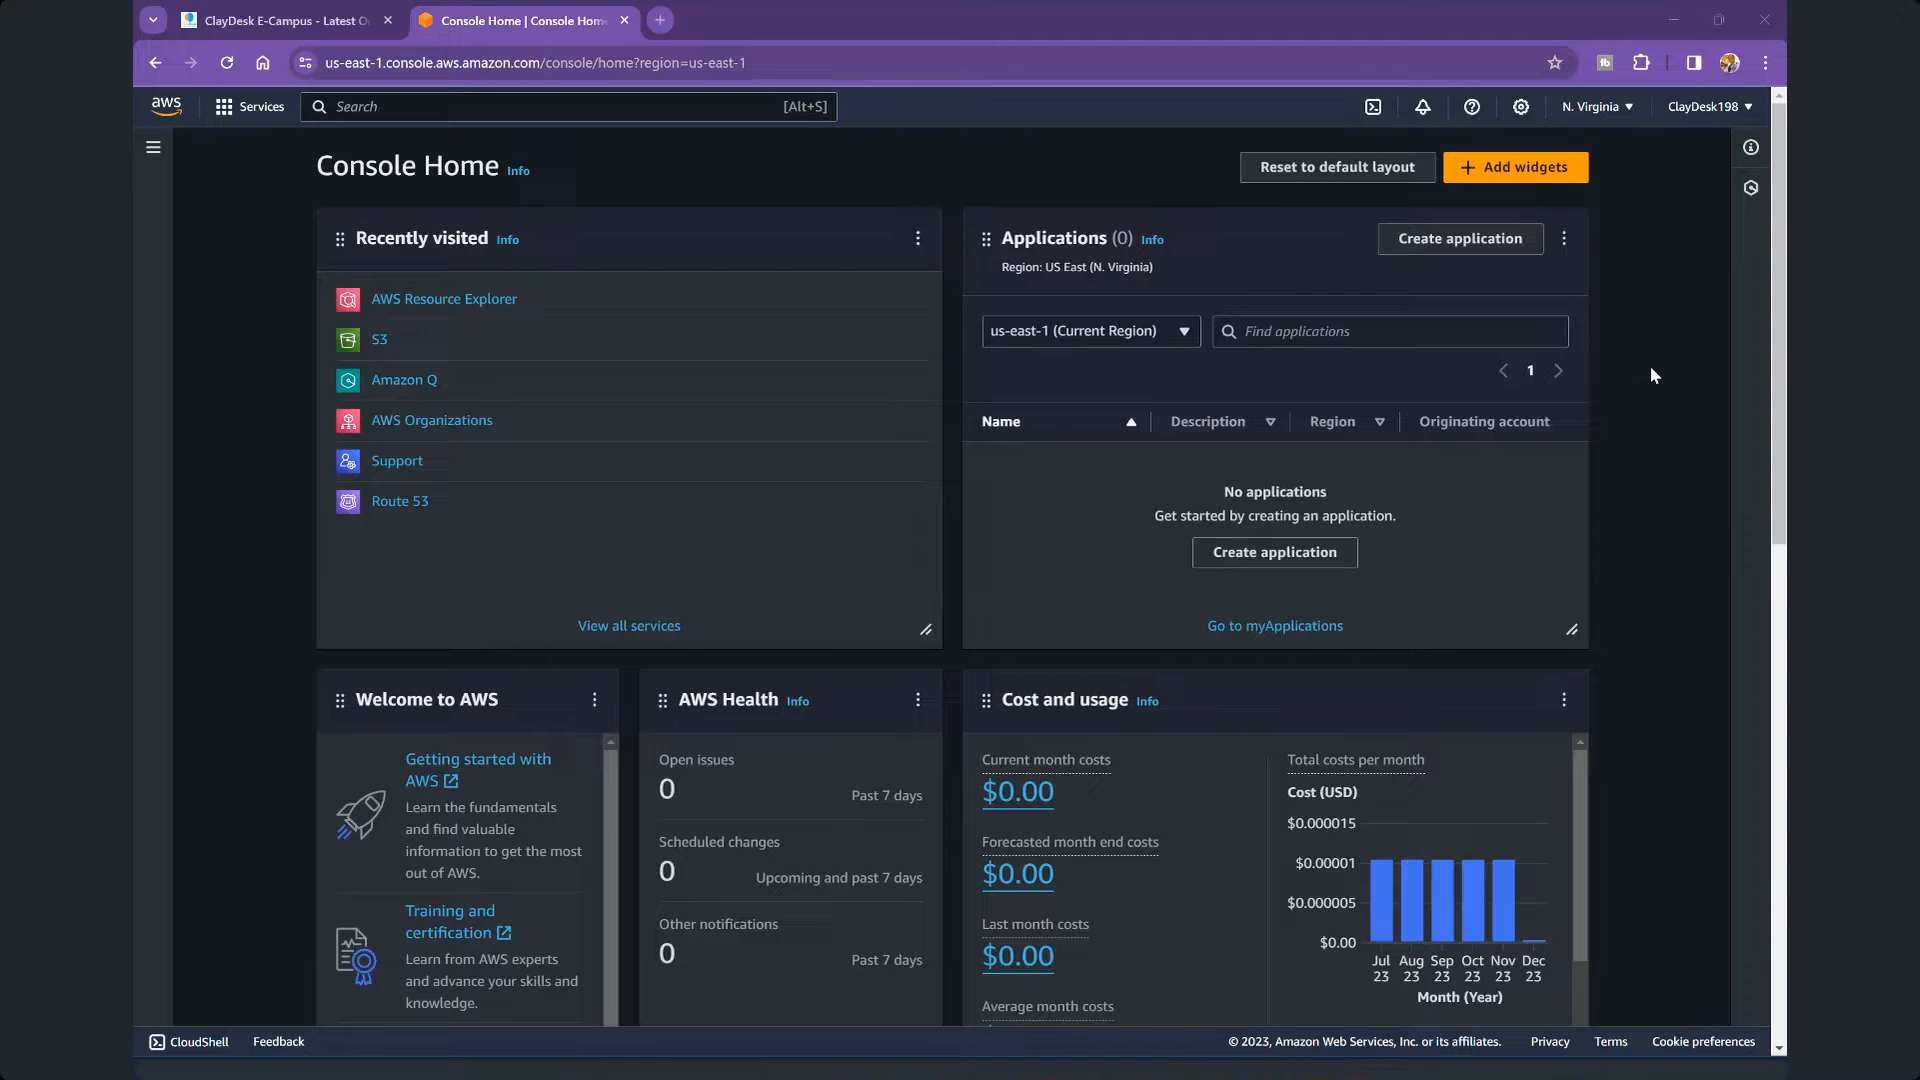 ClayDesk E-Campus - Latest O
Console Home | Console Hom
us-east-1.console.aws.amazon.com/console/home?region=us-east-1
aws
Services
Search
[Alt+S]
N. Virginia
ClayDesk198
Console Home Info
Reset to default layout
Add widgets
Recently visited Info
AWS Resource Explorer
S3
Amazon Q
AWS Organizations
Support
Route 53
View all services
Applications (0) Info
Region: US East (N. Virginia)
Create application
us-east-1 (Current Region)
Find applications
1
Name
Description
Region
Originating account
No applications
Get started by creating an application.
Create application
Go to myApplications
Welcome to AWS
Getting started with
AWS
Learn the fundamentals
and find valuable
information to get the most
out of AWS.
Training and
certification
Learn from AWS experts
and advance your skills and
knowledge.
AWS Health Info
Open issues
0
Past 7 days
Scheduled changes
0
Upcoming and past 7 days
Other notifications
0
Past 7 days
Cost and usage Info
Current month costs
$0.00
Forecasted month end costs
$0.00
Last month costs
$0.00
Average month costs
Total costs per month
Cost (USD)
$0.000015
$0.00001
$0.000005
$0.00
Jul Aug Sep Oct Nov Dec
23 23 23 23 23 23
Month (Year)
CloudShell
Feedback
© 2023, Amazon Web Services, Inc. or its affiliates.
Privacy
Terms
Cookie preferences